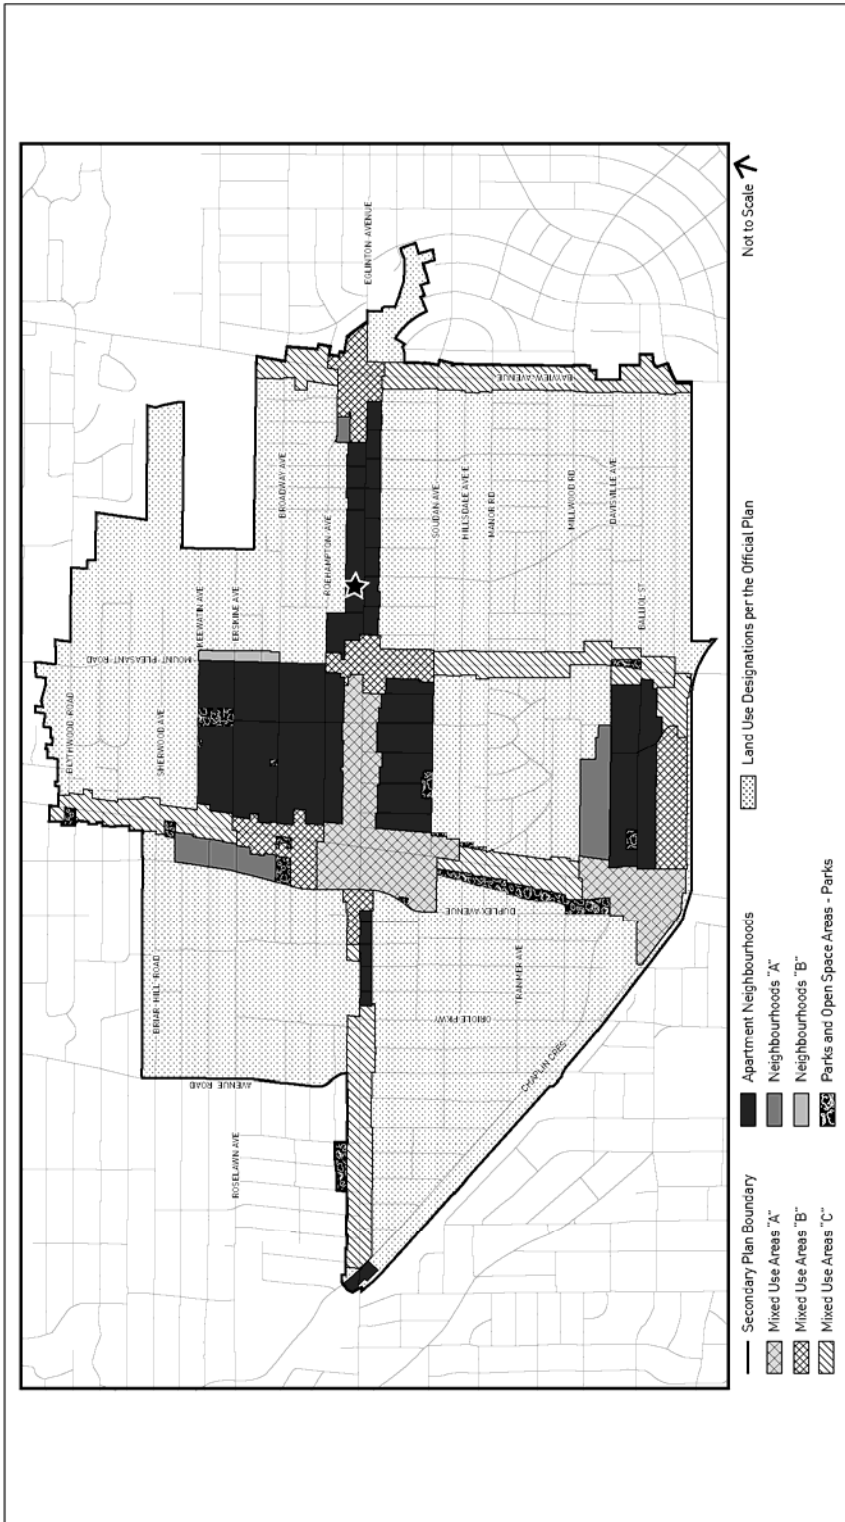 EGLINTON AVENUE
BAYVIEW AVENUE
BROADWAY AVE
ROEHAMPTON AVE
SOUDAN AVE
HILLSDALE AVE E
MANOR RD
MILLWOOD RD
DAVISVILLE AVE
BALLIOL ST
KEEWATIN AVE
ERSKINE AVE
MOUNT PLEASANT ROAD
BLYTHWOOD ROAD
SHERWOOD AVE
DUPLEX AVENUE
BRIAR HILL ROAD
TRANMER AVE
ORIOLE PKWY
CHAPLIN CRES
AVENUE ROAD
ROSELAWN AVE
Not to Scale
Secondary Plan Boundary
Mixed Use Areas "A"
Mixed Use Areas "B"
Mixed Use Areas "C"
Apartment Neighbourhoods
Neighbourhoods "A"
Neighbourhoods "B"
Parks and Open Space Areas - Parks
Land Use Designations per the Official Plan